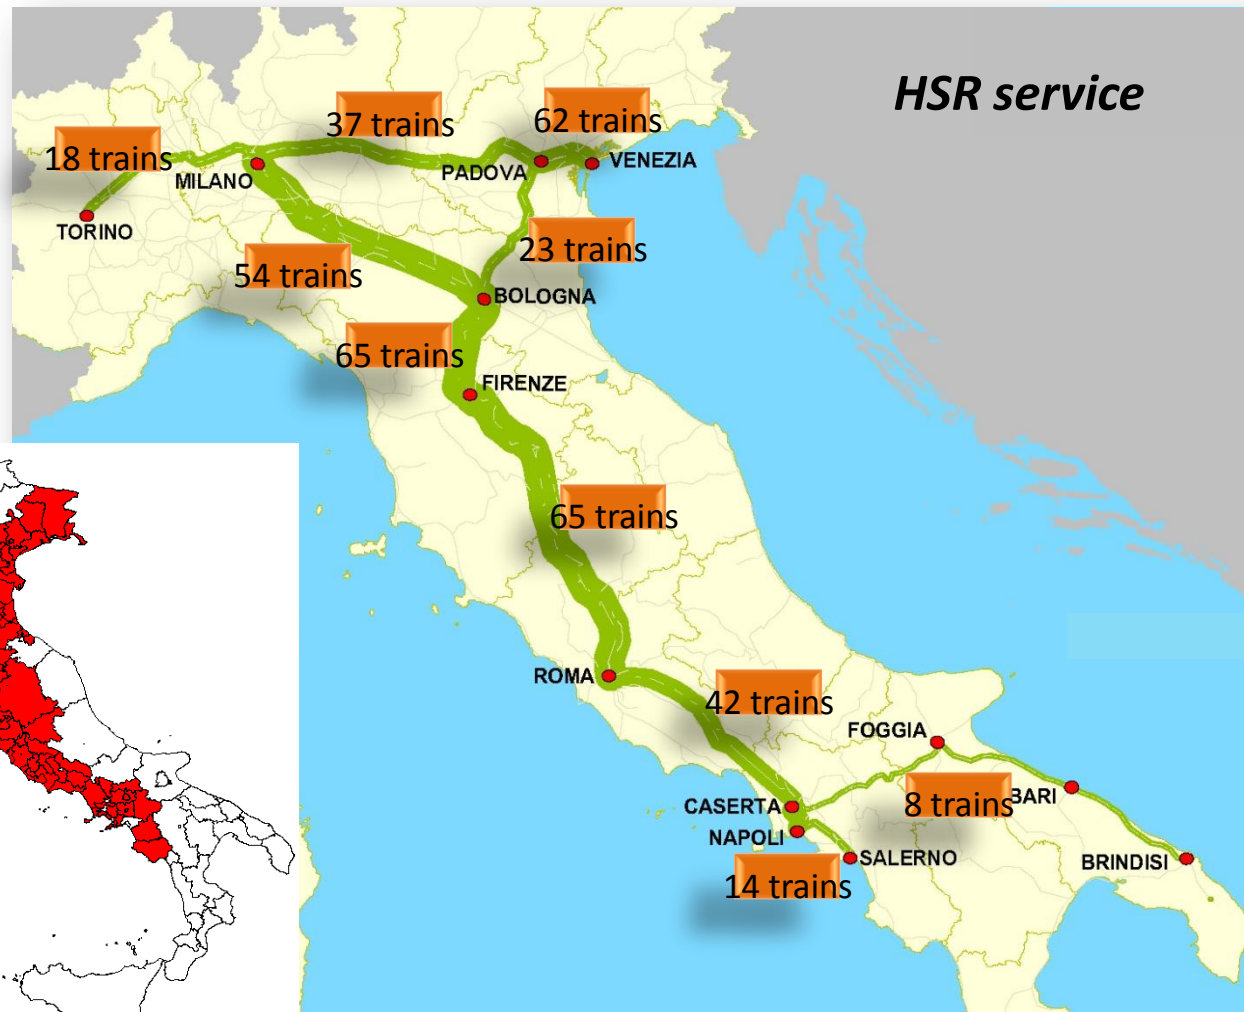 HSR service
37 trains
62 trains
18 trains
VENEZIA
PADOVA
MILANO
TORINO
23 trains
54 trains
BOLOGNA
65 trains
FIRENZE
65 trains
ROMA
42 trains
FOGGIA
8 trains
BARI
CASERTA
NAPOLI
SALERNO
BRINDISI
14 trains